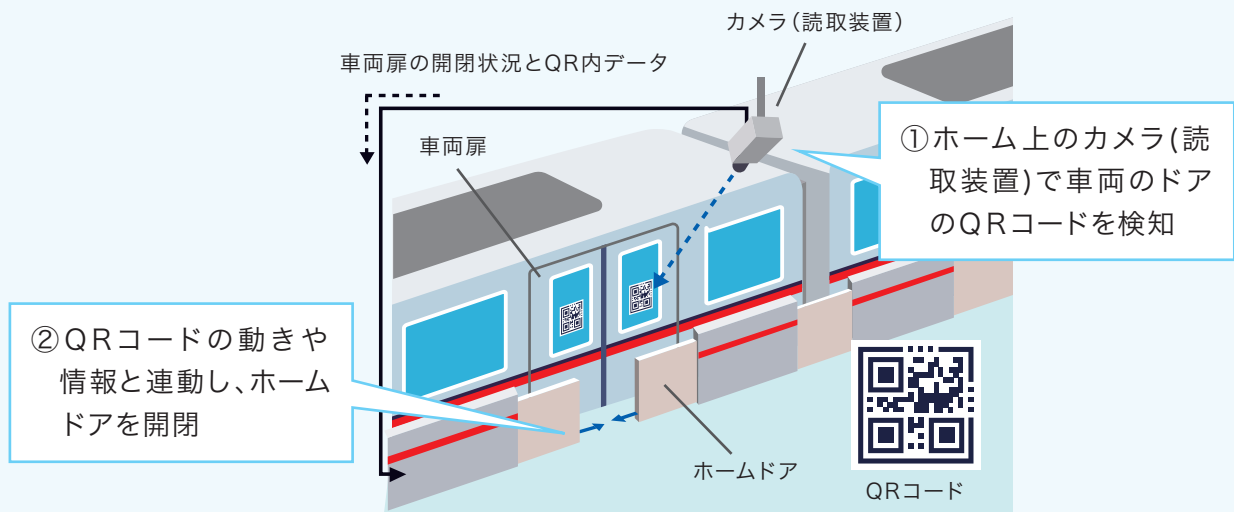 カメラ(読取装置)
車両扉の開閉状況とQR内データ
車両扉
①ホーム上のカメラ(読
取装置)で車両のドア
のQRコードを検知
②QRコードの動きや
情報と連動し、ホーム
ドアを開閉
ホームドア
QRコード